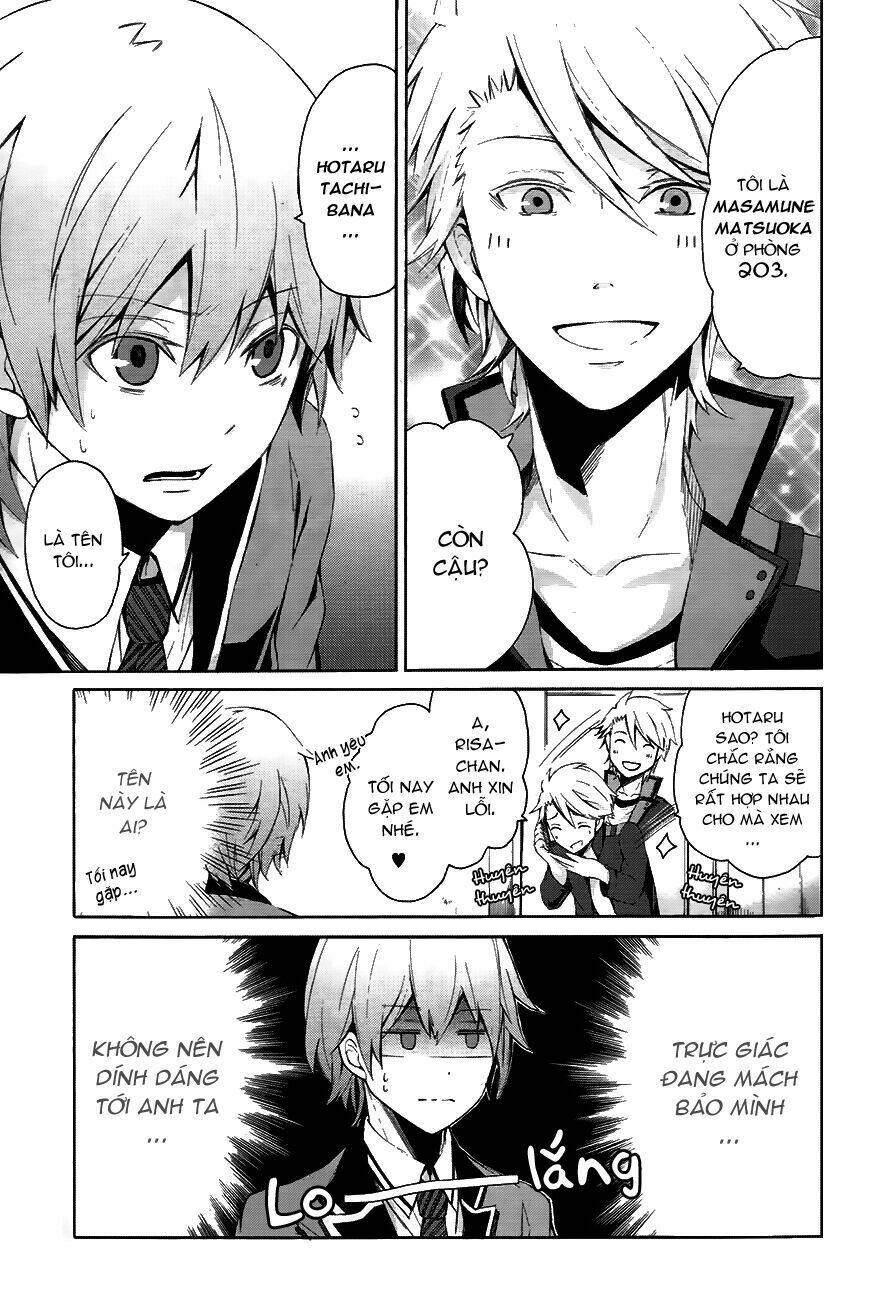 TÔI LÀ
MASAMUNE
MATSUOKA
Ở PHÒNG
203.
CÒN
CẬU?
...
HOTARU
TACHI-
BANA
...
LÀ TÊN
TÔI...
HOTARU
SAO? TÔI
CHẮC RẰNG
CHÚNG TA SẼ
RẤT HỢP NHAU
CHO MÀ XEM
...
Huyên
thuyên
Huyên
thuyên
A,
RISA-
CHAN.
ANH XIN
LỖI.
TỐI NAY
GẶP EM
NHÉ.
♥
Anh yêu
em.
TÊN
NÀY LÀ
AI?
Tối nay
gặp...
TRỰC GIÁC
ĐANG MÁCH
BẢO MÌNH
...
KHÔNG NÊN
DÍNH DÁNG
TỚI ANH TA
...
Lo lắng